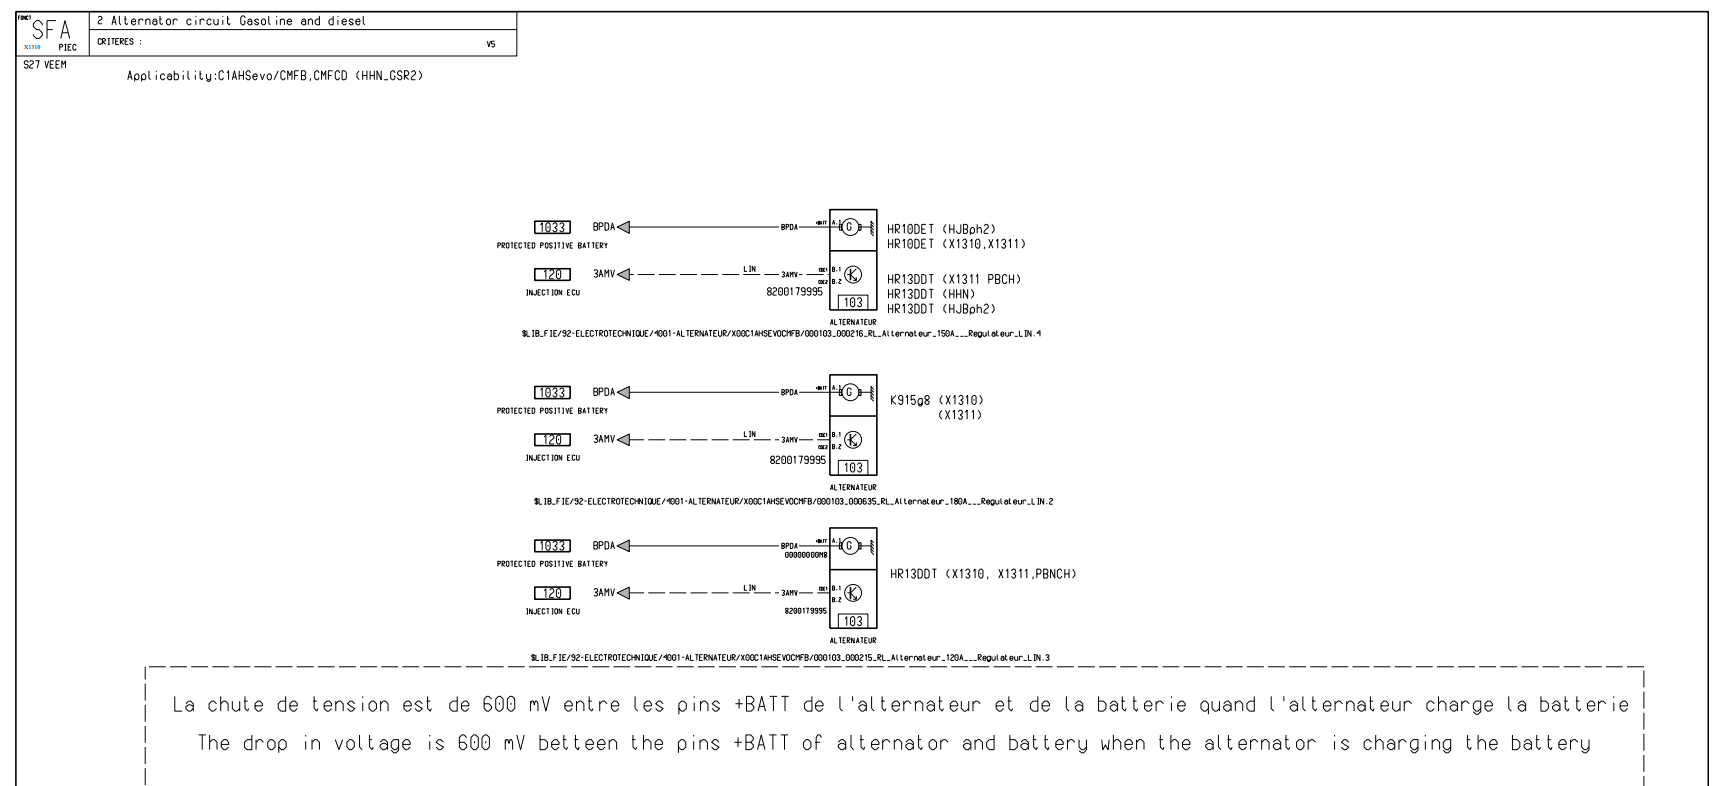 FONCT
SFA
X1310 PIEC
2 Alternator circuit Gasoline and diesel
CRITERES :
V5
S27 VEEM
Applicability:C1AHSevo/CMFB,CMFCD (HHN_GSR2)
1033 BPDA BPDA +BATT A.1 G
PROTECTED POSITIVE BATTERY
HR10DET (HJBph2)
HR10DET (X1310,X1311)
120 3AMV LIN 3AMV B.1
B.2
INJECTION ECU
8200179995
103
ALTERNATEUR
HR13DDT (X1311 PBCH)
HR13DDT (HHN)
HR13DDT (HJBph2)
$LIB_FIE/92-ELECTROTECHNIQUE/4001-ALTERNATEUR/X00C1AHSEVOCMFB/000103_000216_RL_Alternateur_150A___Regulateur_LIN.4
1033 BPDA BPDA +BATT A.1 G
PROTECTED POSITIVE BATTERY
K915g8 (X1310)
(X1311)
120 3AMV LIN 3AMV B.1
B.2
INJECTION ECU
8200179995
103
ALTERNATEUR
$LIB_FIE/92-ELECTROTECHNIQUE/4001-ALTERNATEUR/X00C1AHSEVOCMFB/000103_000635_RL_Alternateur_180A___Regulateur_LIN.2
1033 BPDA BPDA +BATT A.1 G
00000000M8
PROTECTED POSITIVE BATTERY
HR13DDT (X1310, X1311,PBNCH)
120 3AMV LIN 3AMV B.1
B.2
INJECTION ECU
8200179995
103
ALTERNATEUR
$LIB_FIE/92-ELECTROTECHNIQUE/4001-ALTERNATEUR/X00C1AHSEVOCMFB/000103_000215_RL_Alternateur_120A___Regulateur_LIN.3
La chute de tension est de 600 mV entre les pins +BATT de l'alternateur et de la batterie quand l'alternateur charge la batterie
The drop in voltage is 600 mV betteen the pins +BATT of alternator and battery when the alternator is charging the battery